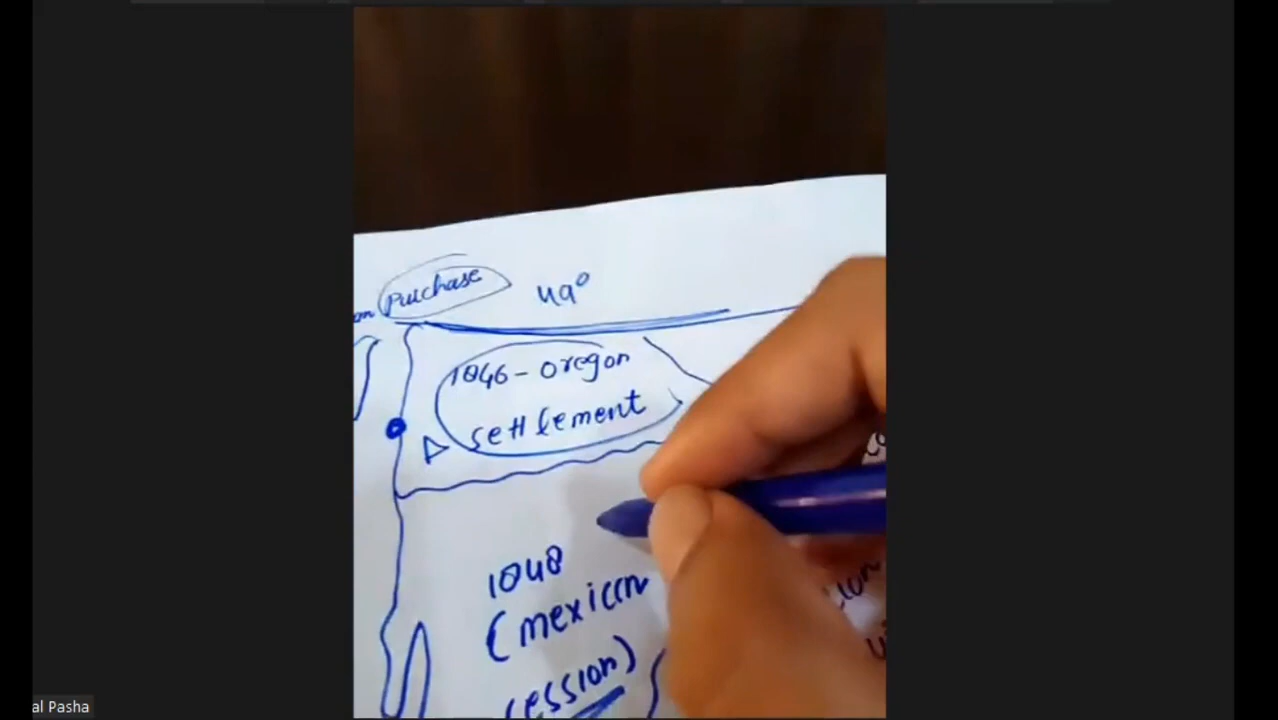 Purchase
49°
1846 - oregon
settlement
1848
(mexican
cession)
al Pasha